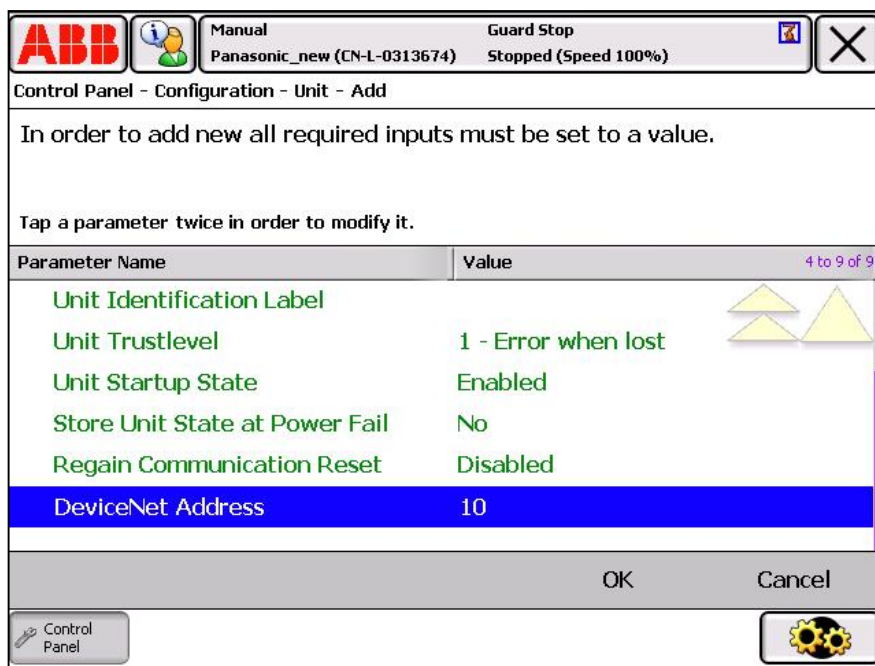 ABB
Manual Guard Stop
Panasonic_new (CN-L-0313674) Stopped (Speed 100%)
Control Panel - Configuration - Unit - Add
In order to add new all required inputs must be set to a value.
Tap a parameter twice in order to modify it.
Parameter Name Value 4 to 9 of 9
Unit Identification Label
Unit Trustlevel 1 - Error when lost
Unit Startup State Enabled
Store Unit State at Power Fail No
Regain Communication Reset Disabled
DeviceNet Address 10
OK Cancel
Control
Panel